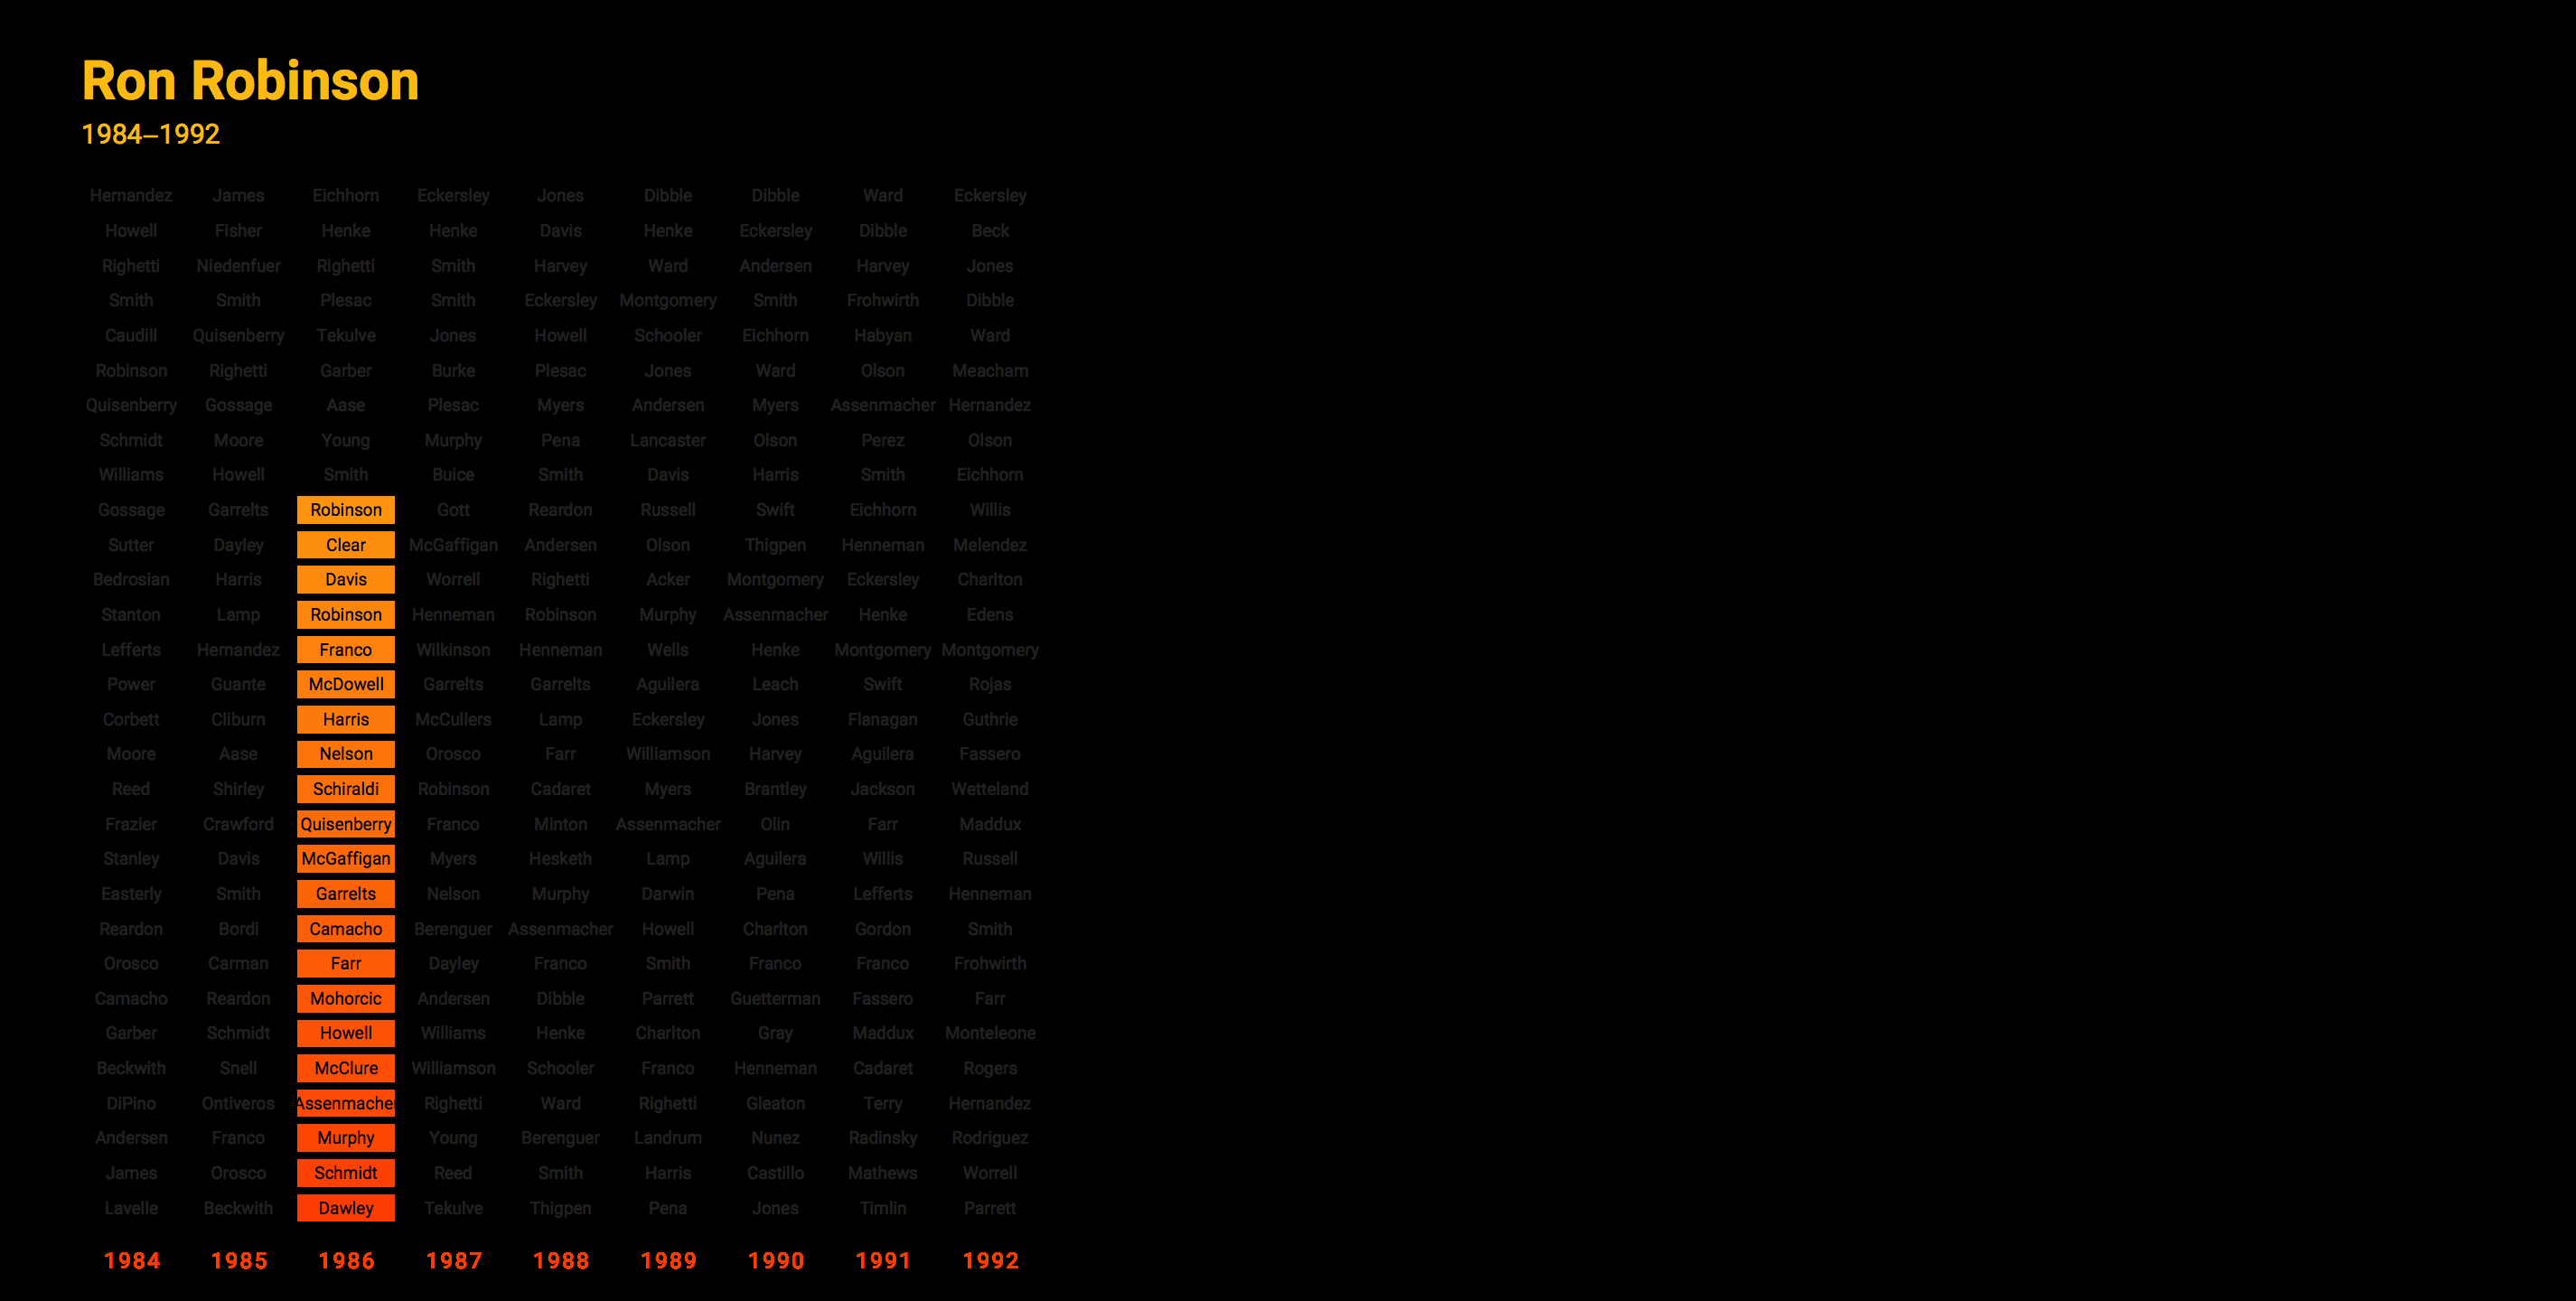 Ron Robinson
1984–1992
Hernandez James Eichhorn Eckersley Jones Dibble Dibble Ward Eckersley
Howell Fisher Henke Henke Davis Henke Eckersley Dibble Beck
Righetti Niedenfuer Righetti Smith Harvey Ward Andersen Harvey Jones
Smith Smith Plesac Smith Eckersley Montgomery Smith Frohwirth Dibble
Caudill Quisenberry Tekulve Jones Howell Schooler Eichhorn Habyan Ward
Robinson Righetti Garber Burke Plesac Jones Ward Olson Meacham
Quisenberry Gossage Aase Plesac Myers Andersen Myers Assenmacher Hernandez
Schmidt Moore Young Murphy Pena Lancaster Olson Perez Olson
Williams Howell Smith Buice Smith Davis Harris Smith Eichhorn
Gossage Garrelts Robinson Gott Reardon Russell Swift Eichhorn Willis
Sutter Dayley Clear McGaffigan Andersen Olson Thigpen Henneman Melendez
Bedrosian Harris Davis Worrell Righetti Acker Montgomery Eckersley Charlton
Stanton Lamp Robinson Henneman Robinson Murphy Assenmacher Henke Edens
Lefferts Hernandez Franco Wilkinson Henneman Wells Henke Montgomery Montgomery
Power Guante McDowell Garrelts Garrelts Aguilera Leach Swift Rojas
Corbett Cliburn Harris McCullers Lamp Eckersley Jones Flanagan Guthrie
Moore Aase Nelson Orosco Farr Williamson Harvey Aguilera Fassero
Reed Shirley Schiraldi Robinson Cadaret Myers Brantley Jackson Wetteland
Frazier Crawford Quisenberry Franco Minton Assenmacher Olin Farr Maddux
Stanley Davis McGaffigan Myers Hesketh Lamp Aguilera Willis Russell
Easterly Smith Garrelts Nelson Murphy Darwin Pena Lefferts Henneman
Reardon Bordi Camacho Berenguer Assenmacher Howell Charlton Gordon Smith
Orosco Carman Farr Dayley Franco Smith Franco Franco Frohwirth
Camacho Reardon Mohorcic Andersen Dibble Parrett Guetterman Fassero Farr
Garber Schmidt Howell Williams Henke Charlton Gray Maddux Monteleone
Beckwith Snell McClure Williamson Schooler Franco Henneman Cadaret Rogers
DiPino Ontiveros Assenmacher Righetti Ward Righetti Gleaton Terry Hernandez
Andersen Franco Murphy Young Berenguer Landrum Nunez Radinsky Rodriguez
James Orosco Schmidt Reed Smith Harris Castillo Mathews Worrell
Lavelle Beckwith Dawley Tekulve Thigpen Pena Jones Timlin Parrett
1984 1985 1986 1987 1988 1989 1990 1991 1992